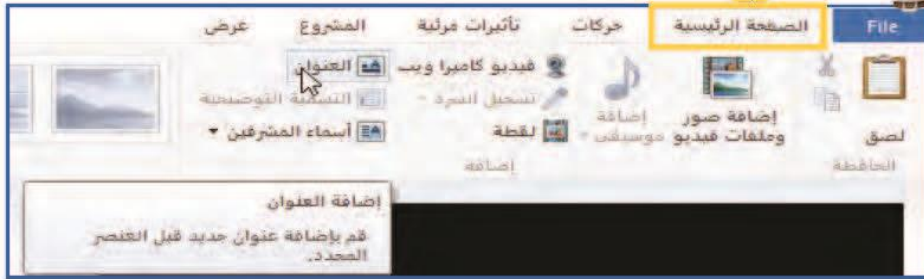 File الصفحة الرئيسية حركات تأثيرات مرئية المشروع عرض
لصق
الحافظة
إضافة صور
وملفات فيديو
إضافة
موسيقى
فيديو كاميرا ويب
تسجيل السرد
لقطة
العنوان
التسمية التوضيحية
أسماء المشرفين
إضافة
إضافة العنوان
قم بإضافة عنوان جديد قبل العنصر
المحدد.